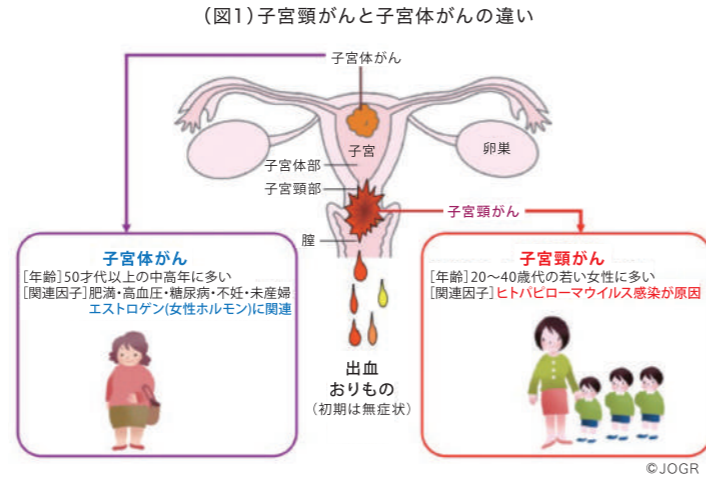 （図1）子宮頸がんと子宮体がんの違い
子宮体がん
子宮
卵巣
子宮体部
子宮頸部
子宮頸がん
膣
子宮体がん
［年齢］50才代以上の中高年に多い
［関連因子］肥満・高血圧・糖尿病・不妊・未産婦
エストロゲン(女性ホルモン)に関連
子宮頸がん
［年齢］20〜40歳代の若い女性に多い
［関連因子］ヒトパピローマウイルス感染が原因
出血
おりもの
（初期は無症状）
©JOGR